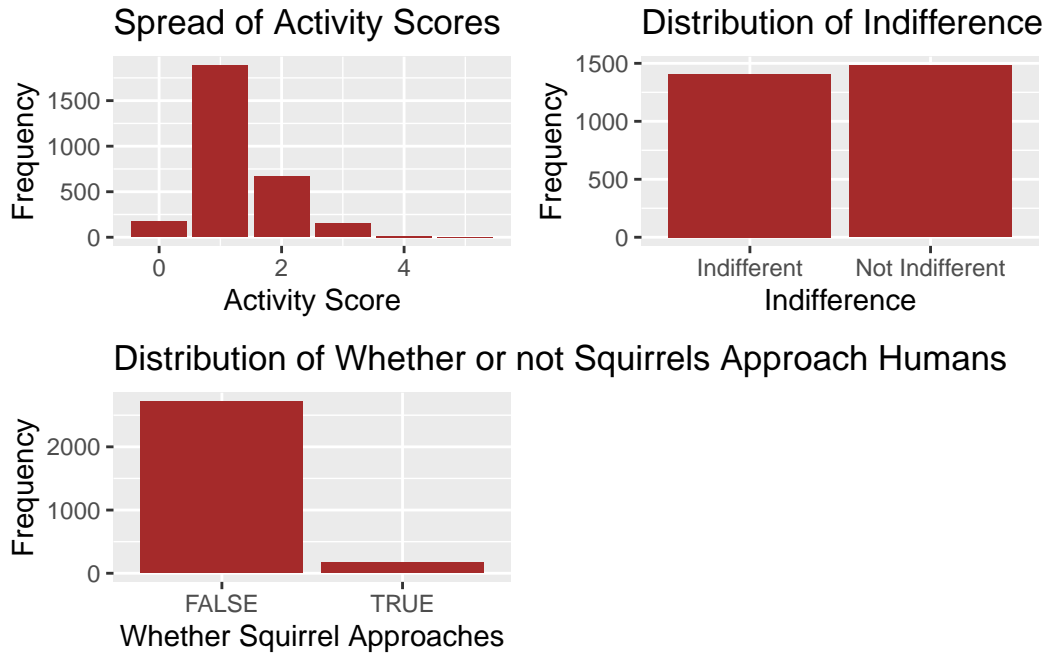 Spread of Activity Scores
Frequency
1500
1000
500
0
0 2 4
Activity Score
Distribution of Indifference
Frequency
1500
1000
500
0
Indifferent Not Indifferent
Indifference
Distribution of Whether or not Squirrels Approach Humans
Frequency
2000
1000
0
FALSE TRUE
Whether Squirrel Approaches